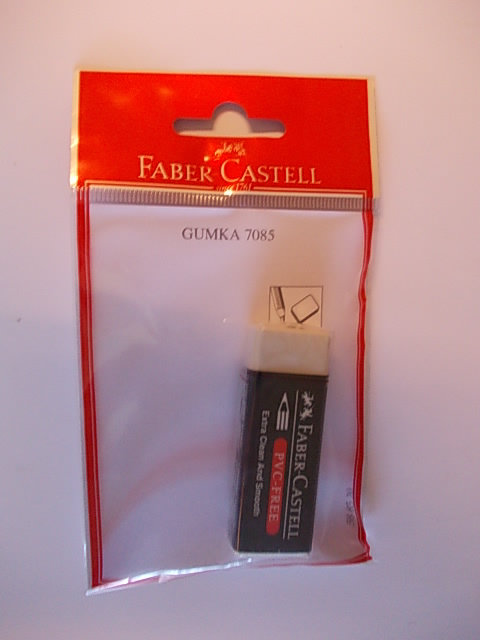 FABER CASTELL
since 1761
GUMKA 7085
FABER-CASTELL
PVC-FREE
Extra Clean And Smooth